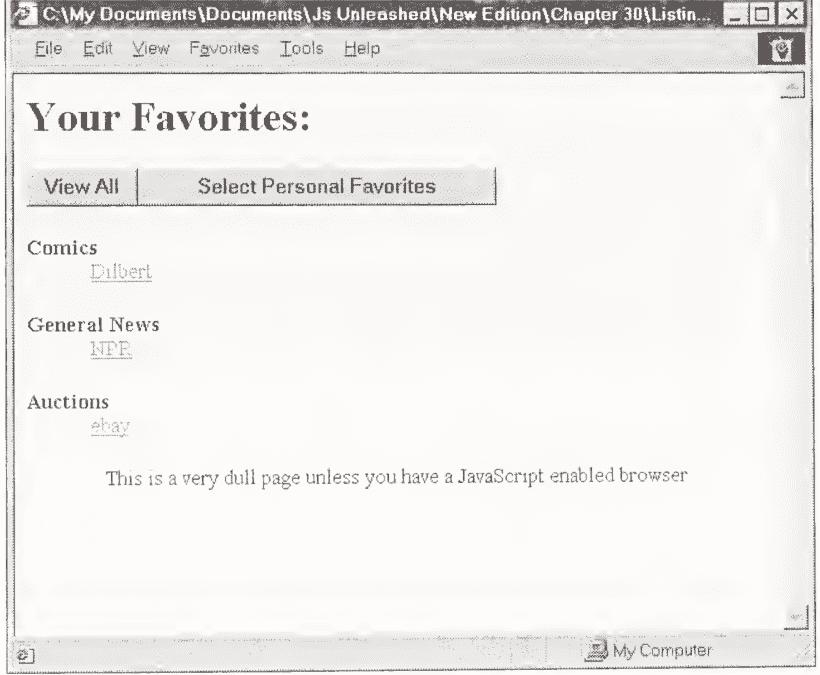 C:\My Documents\Documents\Js Unleashed\New Edition\Chapter 30\Listin...
File Edit View Favorites Tools Help
Your Favorites:
View All Select Personal Favorites
Comics
Dilbert
General News
NPR
Auctions
ebay
This is a very dull page unless you have a JavaScript enabled browser
My Computer